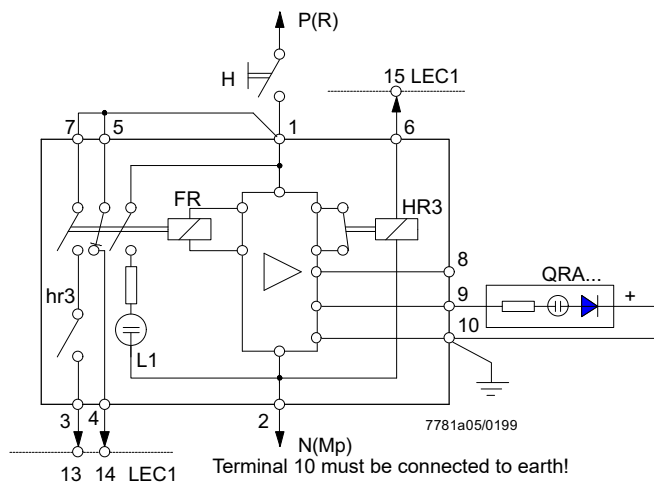 P(R)
H
15 LEC1
7 5 1 6
FR
HR3
8
QRA...
9
+
hr3
10
L1
3 4 2
7781a05/0199
N(Mp)
13 14 LEC1
Terminal 10 must be connected to earth!